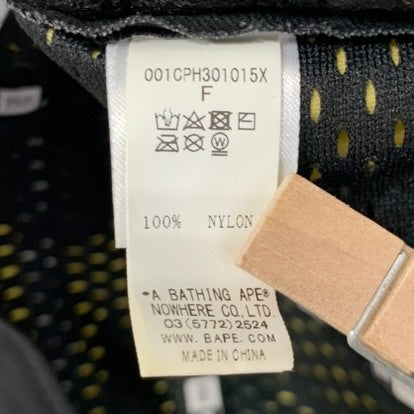 001CPH301015X
F
100% NYLON
"A BATHING APE®
NOWHERE CO., LTD.
03(5772)2524
WWW.BAPE.COM
MADE IN CHINA